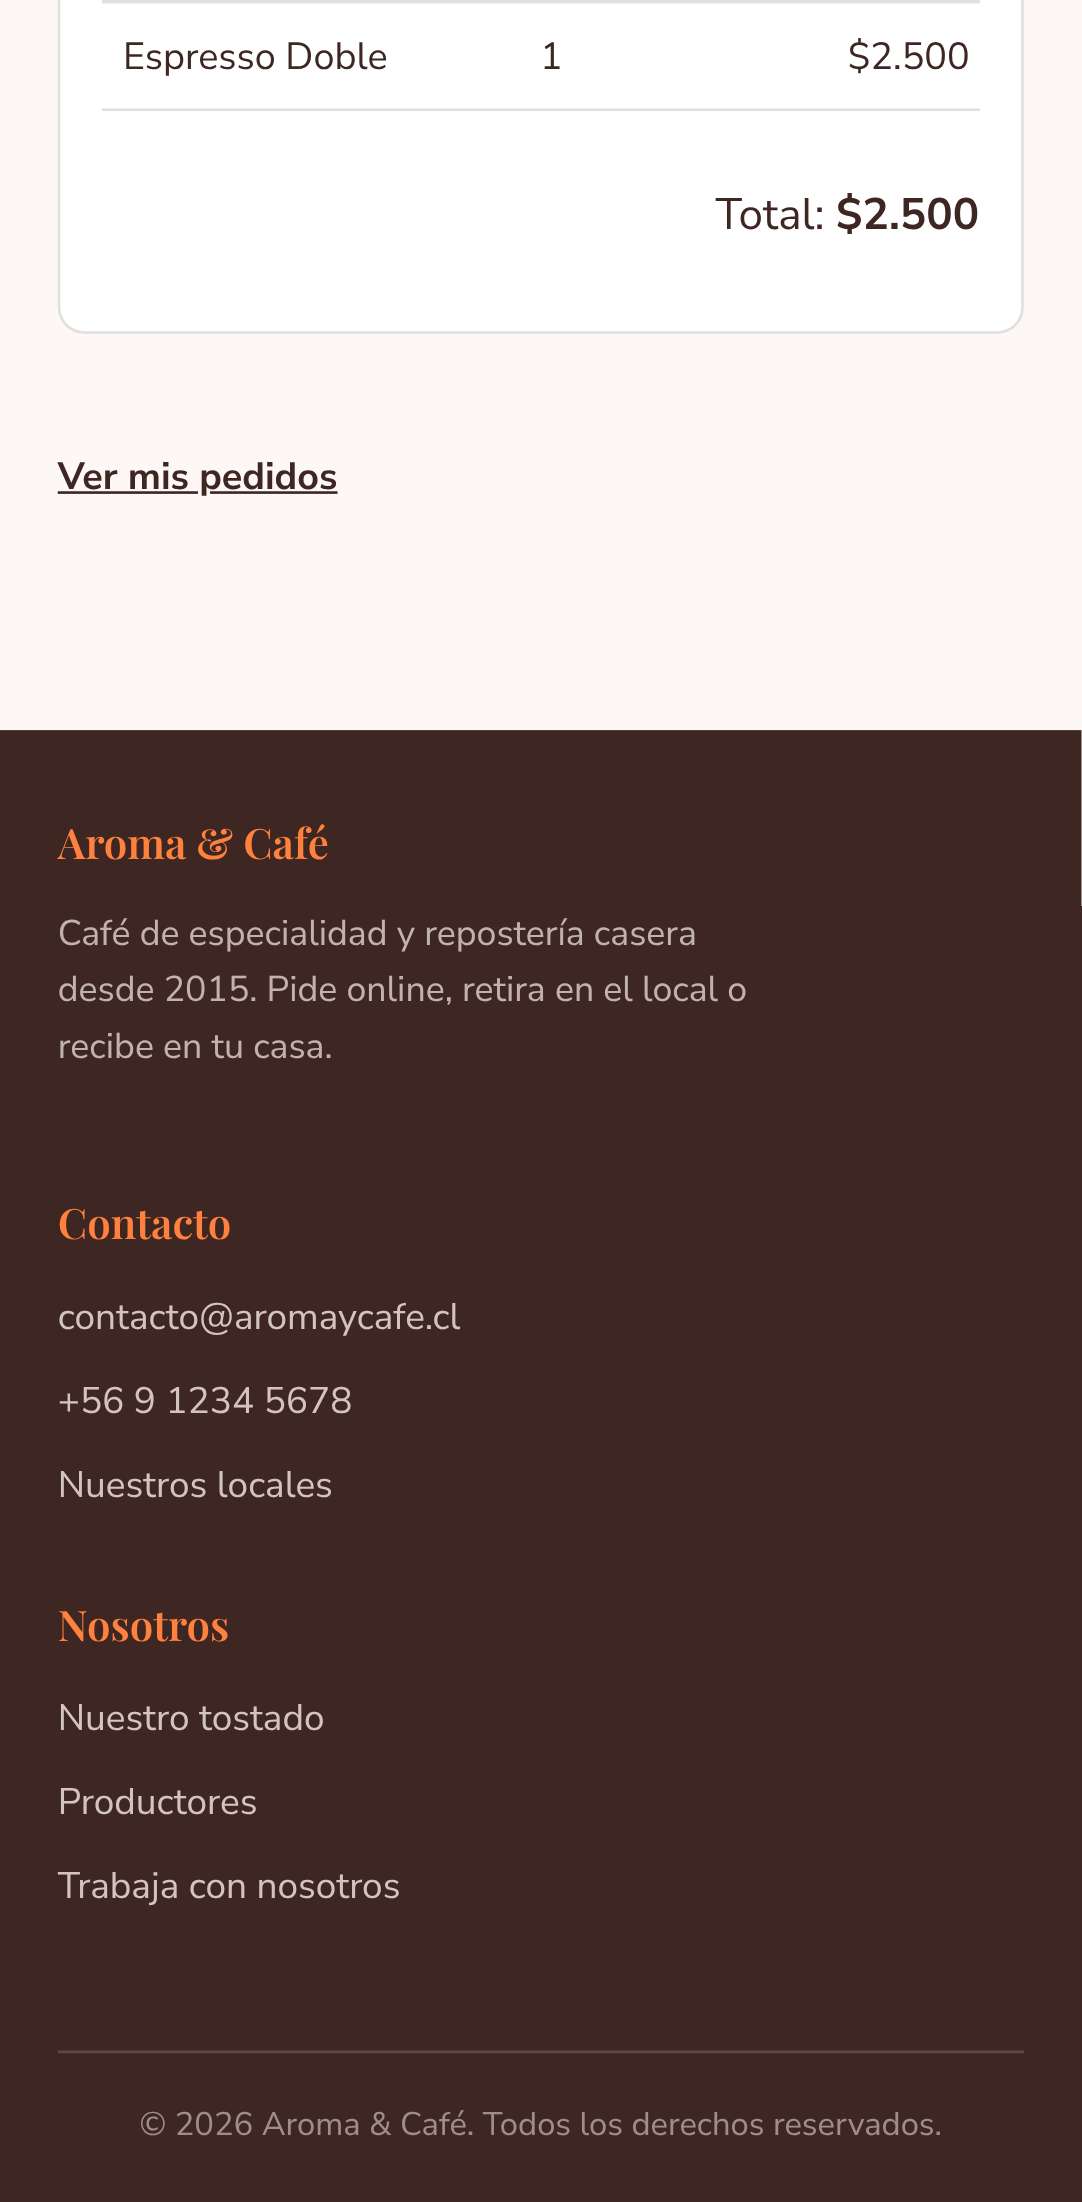 Espresso Doble 1 $2.500
Total: $2.500
Ver mis pedidos
Aroma & Café
Café de especialidad y repostería casera
desde 2015. Pide online, retira en el local o
recibe en tu casa.
Contacto
contacto@aromaycafe.cl
+56 9 1234 5678
Nuestros locales
Nosotros
Nuestro tostado
Productores
Trabaja con nosotros
© 2026 Aroma & Café. Todos los derechos reservados.